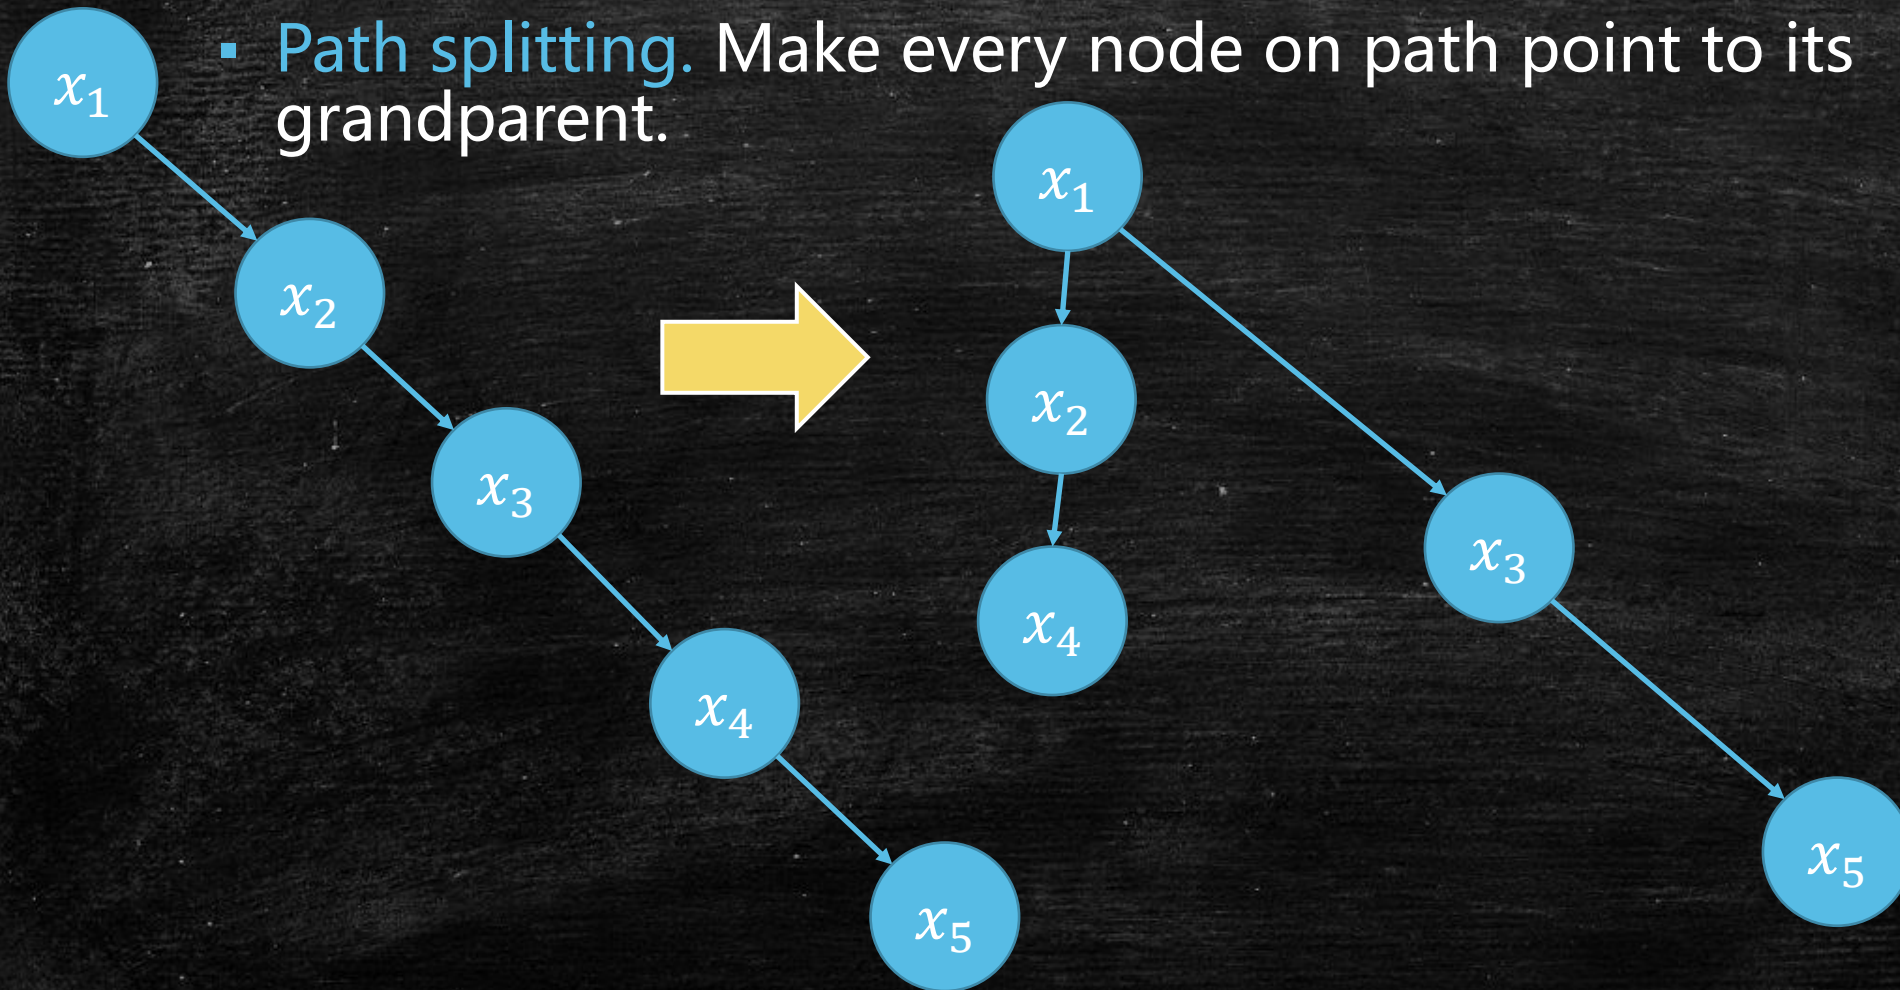 ▪ Path splitting. Make every node on path point to its
grandparent.
x₁
x₂
x₃
x₄
x₅
x₁
x₂
x₃
x₄
x₅